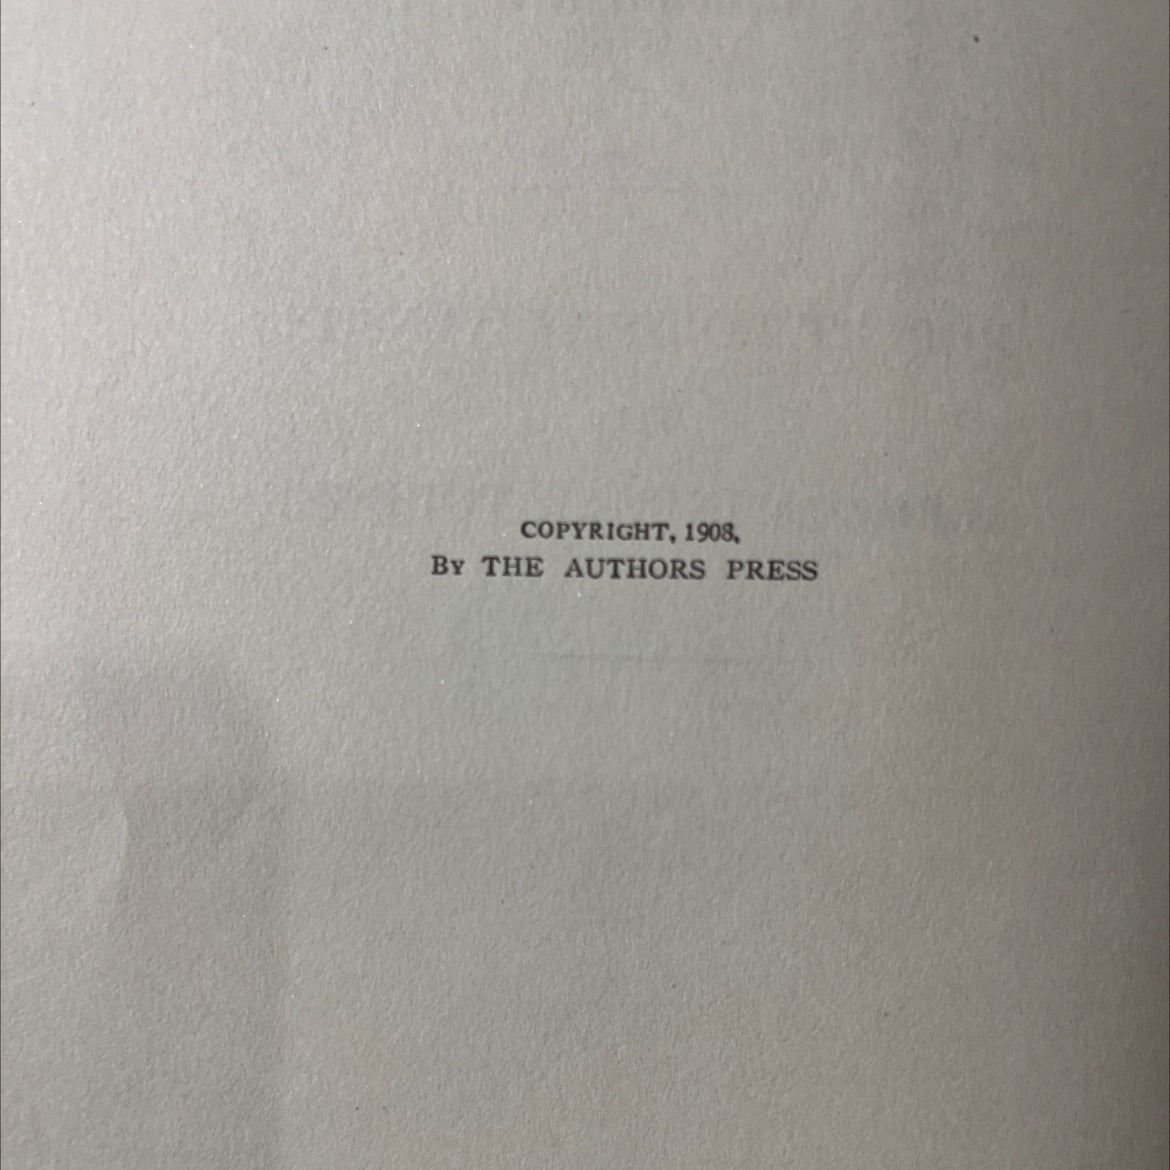 COPYRIGHT, 1908,
By THE AUTHORS PRESS